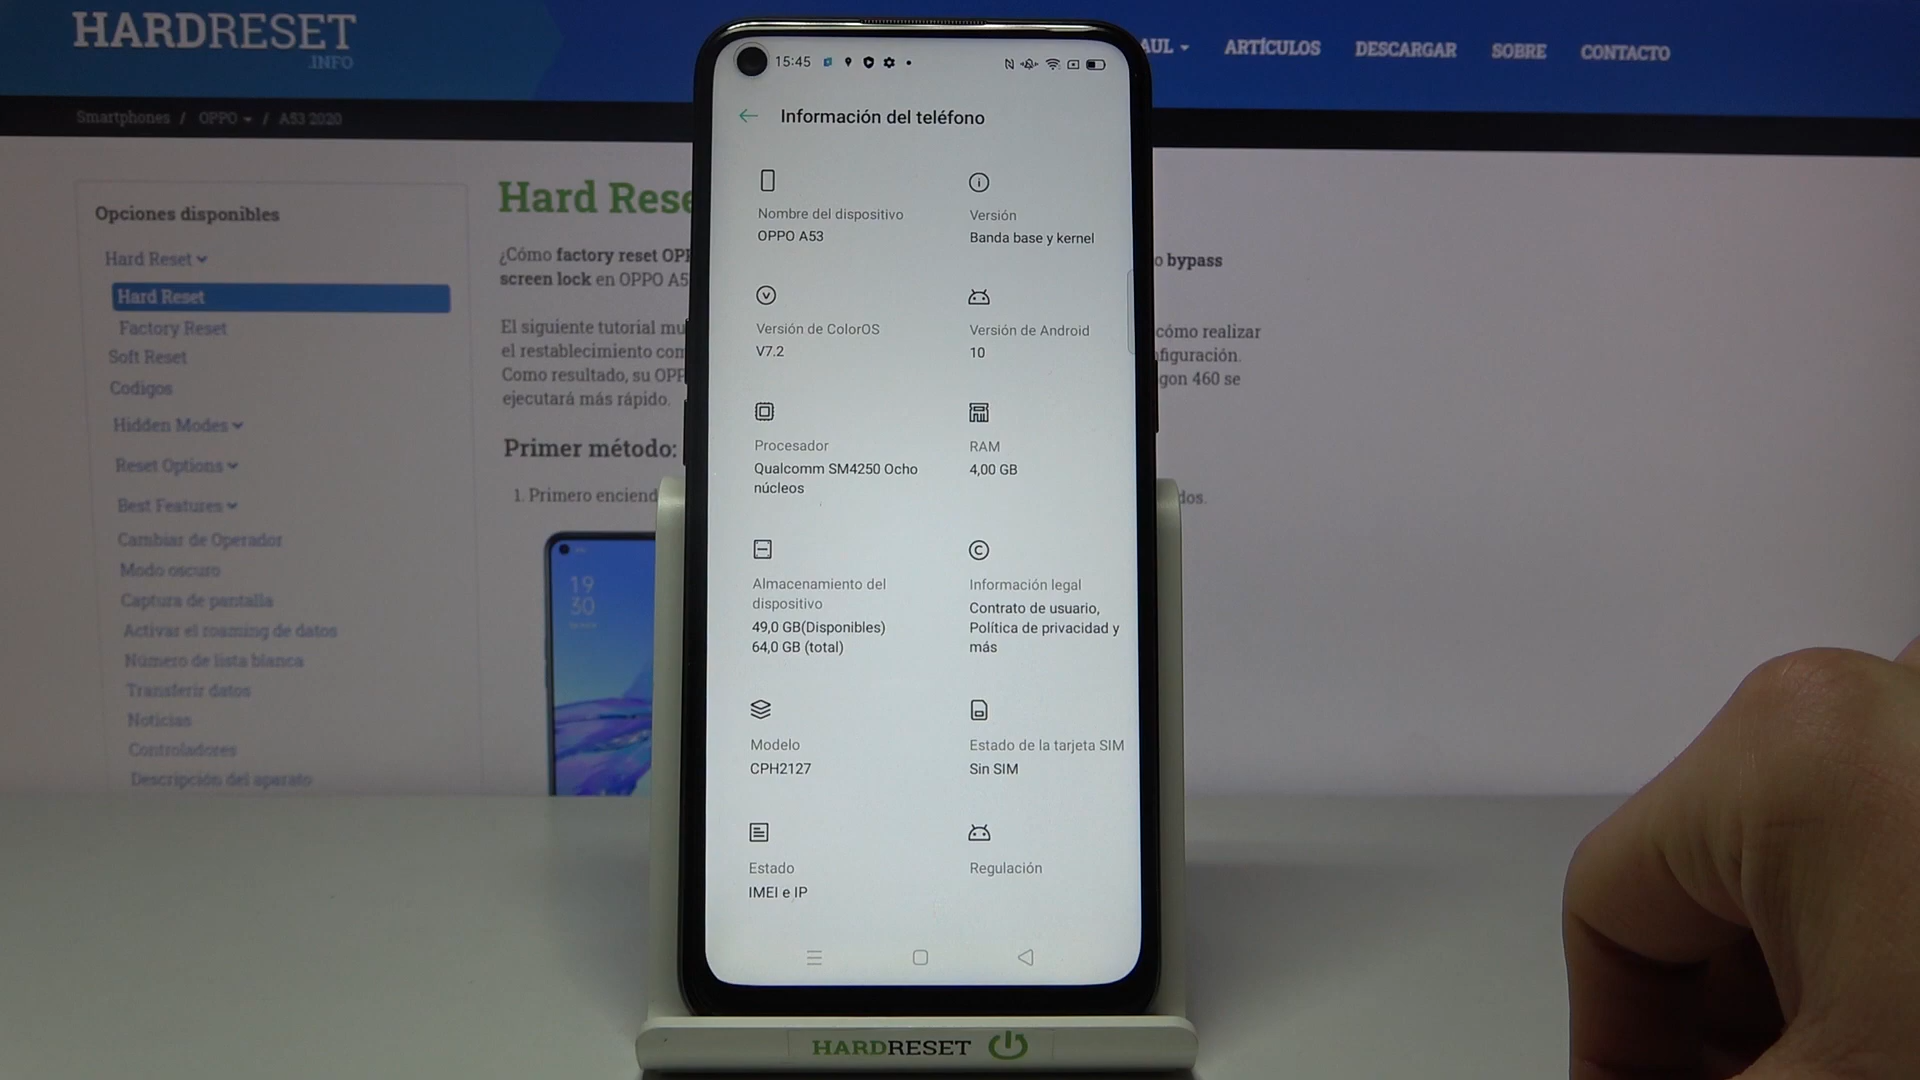 HARDRESET
.INFO
AUL
ARTÍCULOS
DESCARGAR
SOBRE
CONTACTO
Smartphones / OPPO / A53 2020
Opciones disponibles
Hard Reset
Hard Reset
Factory Reset
Soft Reset
Codigos
Hidden Modes
Reset Options
Best Features
Cambiar de Operador
Modo oscuro
Captura de pantalla
Activar el roaming de datos
Número de lista blanca
Transferir datos
Noticias
Controladores
Descripción del aparato
Hard Rese
¿Cómo factory reset OPP
o bypass
screen lock en OPPO A5
El siguiente tutorial mu
cómo realizar
el restablecimiento com
figuración.
Como resultado, su OPP
gon 460 se
ejecutará más rápido.
Primer método:
1. Primero enciend
dos.
19
30
15:45
Información del teléfono
Nombre del dispositivo
OPPO A53
Versión
Banda base y kernel
Versión de ColorOS
V7.2
Versión de Android
10
Procesador
Qualcomm SM4250 Ocho
núcleos
RAM
4,00 GB
Almacenamiento del
dispositivo
49,0 GB(Disponibles)
64,0 GB (total)
Información legal
Contrato de usuario,
Política de privacidad y
más
Modelo
CPH2127
Estado de la tarjeta SIM
Sin SIM
Estado
IMEI e IP
Regulación
HARDRESET